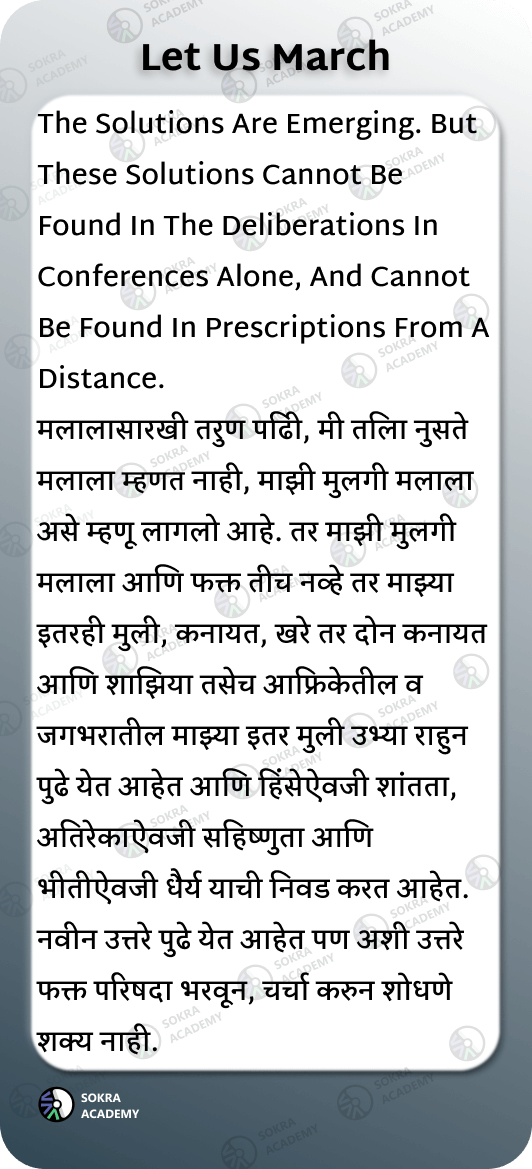 Let Us March
The Solutions Are Emerging. But
These Solutions Cannot Be
Found In The Deliberations In
Conferences Alone, And Cannot
Be Found In Prescriptions From A
Distance.
मलालासारखी तरुण पढिी, मी तलिा नुसते
मलाला म्हणत नाही, माझी मुलगी मलाला
असे म्हणू लागलो आहे. तर माझी मुलगी
मलाला आणि फक्त तीच नव्हे तर माझ्या
इतरही मुली, कनायत, खरे तर दोन कनायत
आणि शाझिया तसेच आफ्रिकेतील व
जगभरातील माझ्या इतर मुली उभ्या राहुन
पुढे येत आहेत आणि हिंसेऐवजी शांतता,
अतिरेकाऐवजी सहिष्णुता आणि
भीतीऐवजी धैर्य याची निवड करत आहेत.
नवीन उत्तरे पुढे येत आहेत पण अशी उत्तरे
फक्त परिषदा भरवून, चर्चा करुन शोधणे
शक्य नाही.
SOKRA
ACADEMY